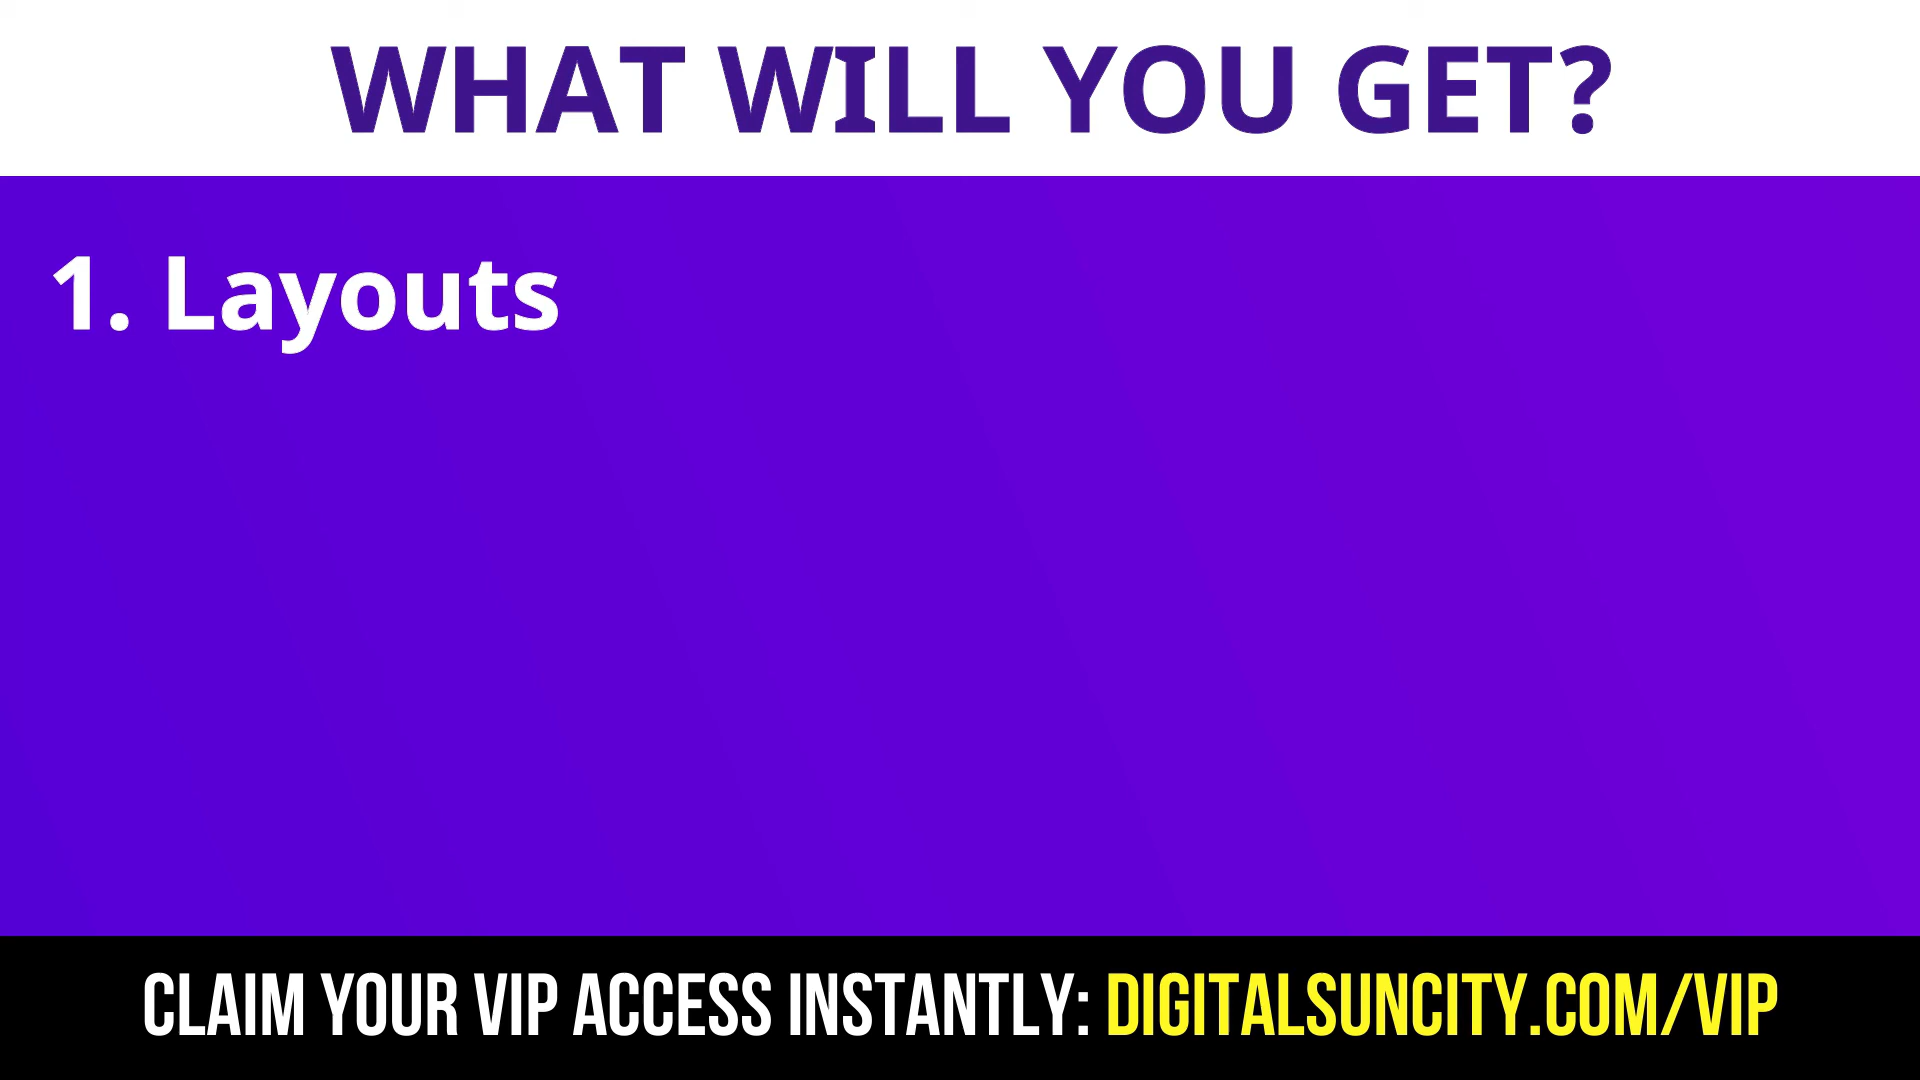 WHAT WILL YOU GET?
1. Layouts
CLAIM YOUR VIP ACCESS INSTANTLY: DIGITALSUNCITY.COM/VIP